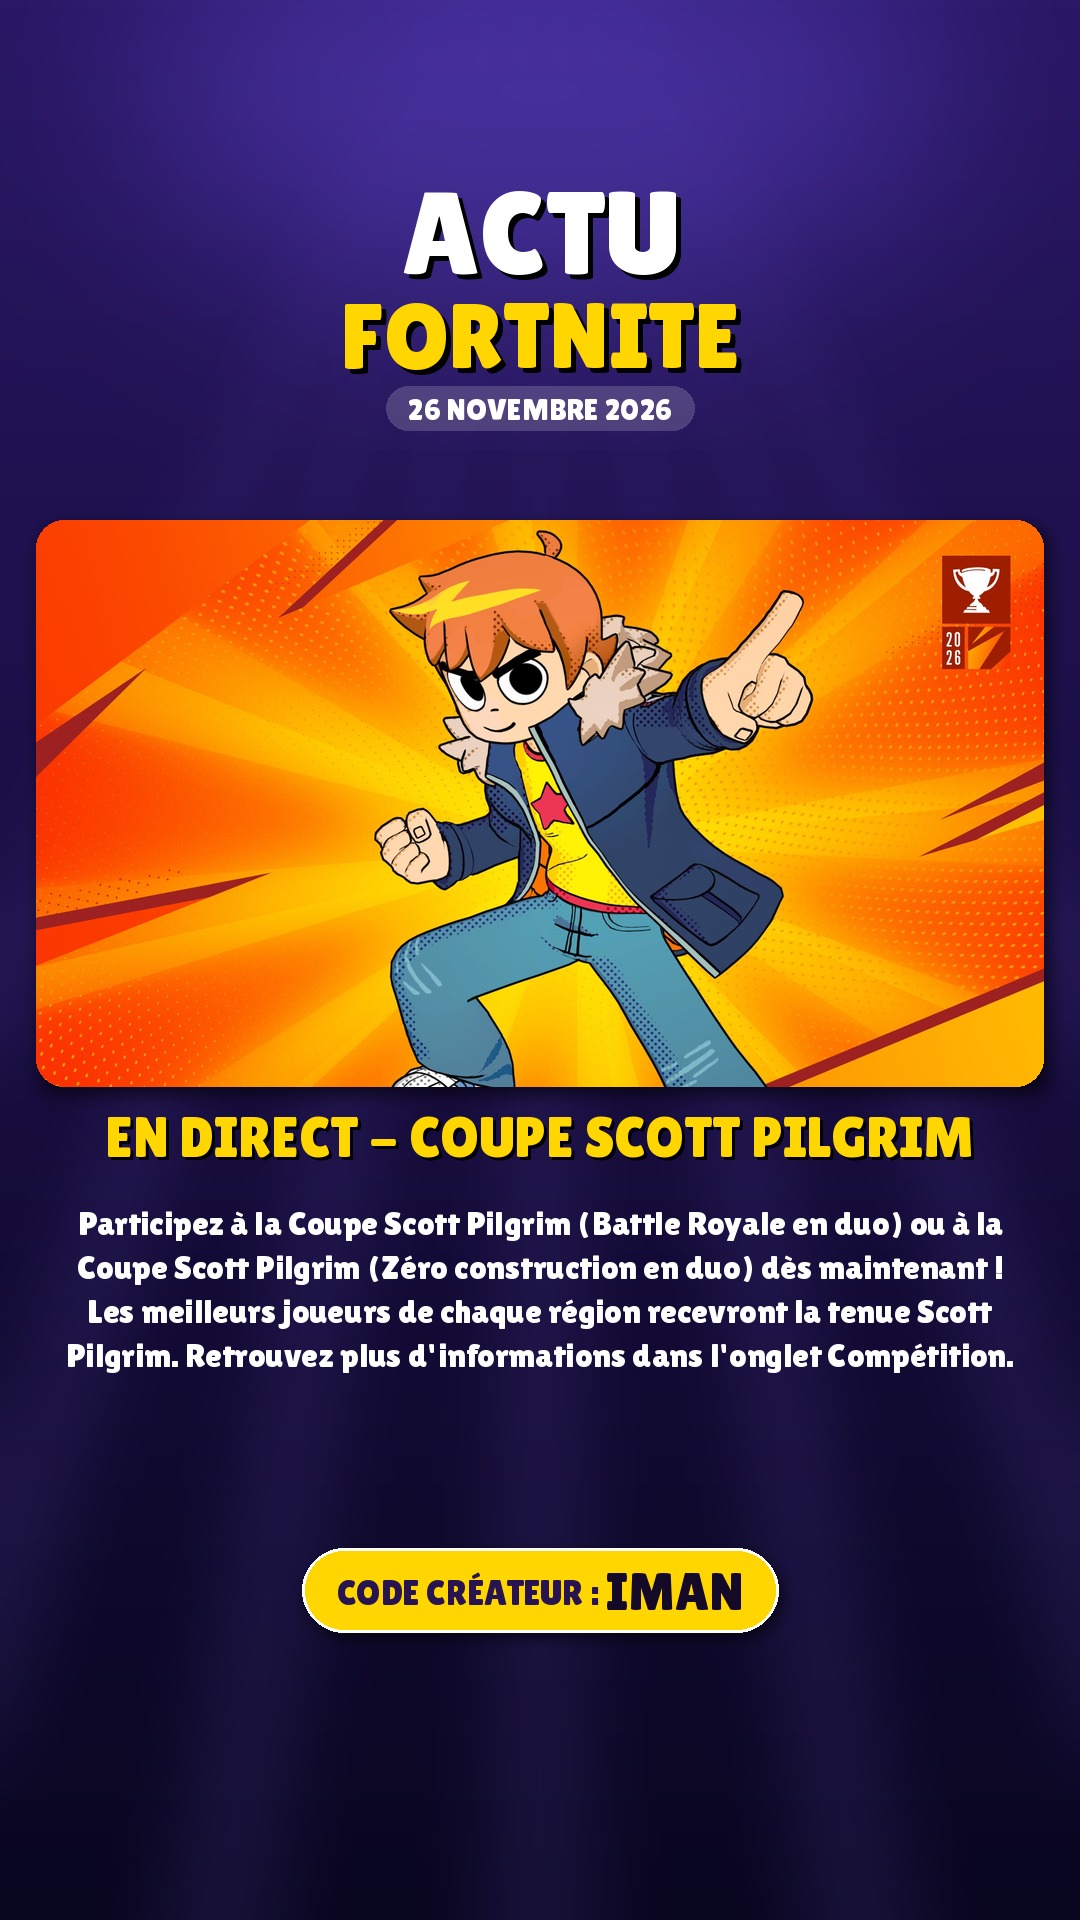 ACTU
FORTNITE
26 NOVEMBRE 2026
20
26
EN DIRECT – COUPE SCOTT PILGRIM
Participez à la Coupe Scott Pilgrim (Battle Royale en duo) ou à la
Coupe Scott Pilgrim (Zéro construction en duo) dès maintenant !
Les meilleurs joueurs de chaque région recevront la tenue Scott
Pilgrim. Retrouvez plus d'informations dans l'onglet Compétition.
CODE CRÉATEUR : IMAN